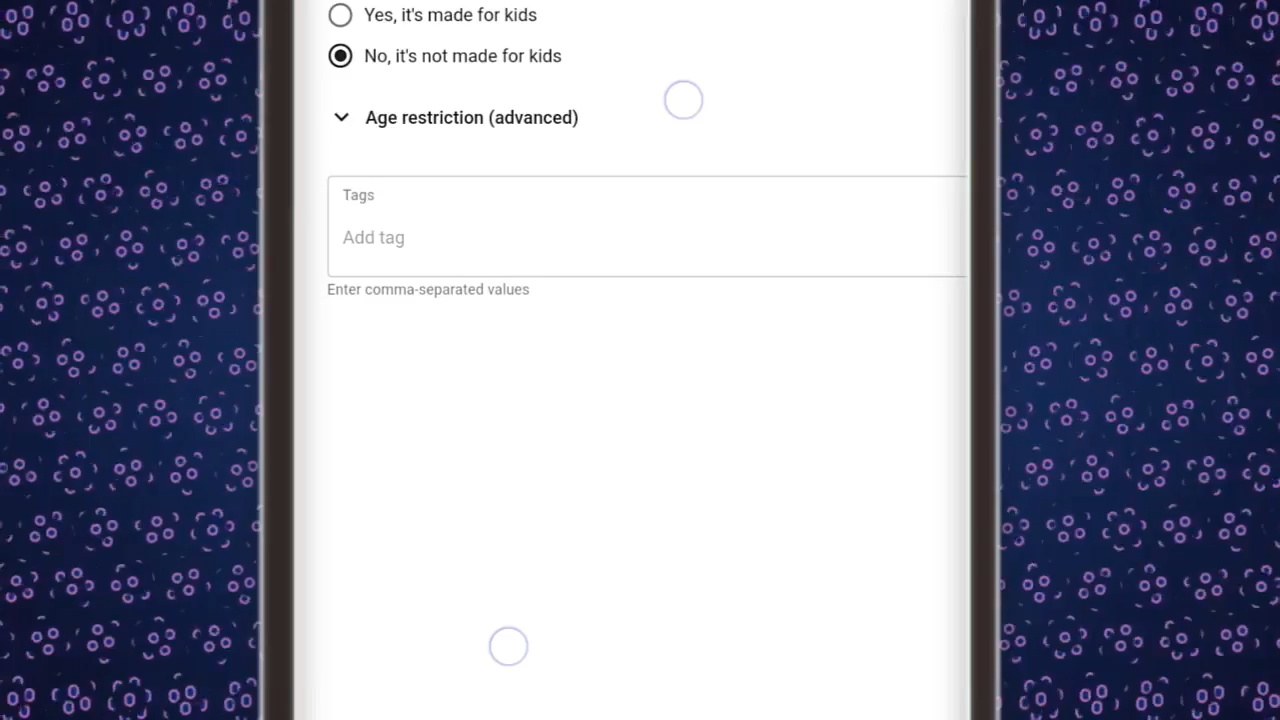 Yes, it's made for kids
No, it's not made for kids
Age restriction (advanced)
Tags
Add tag
Enter comma-separated values